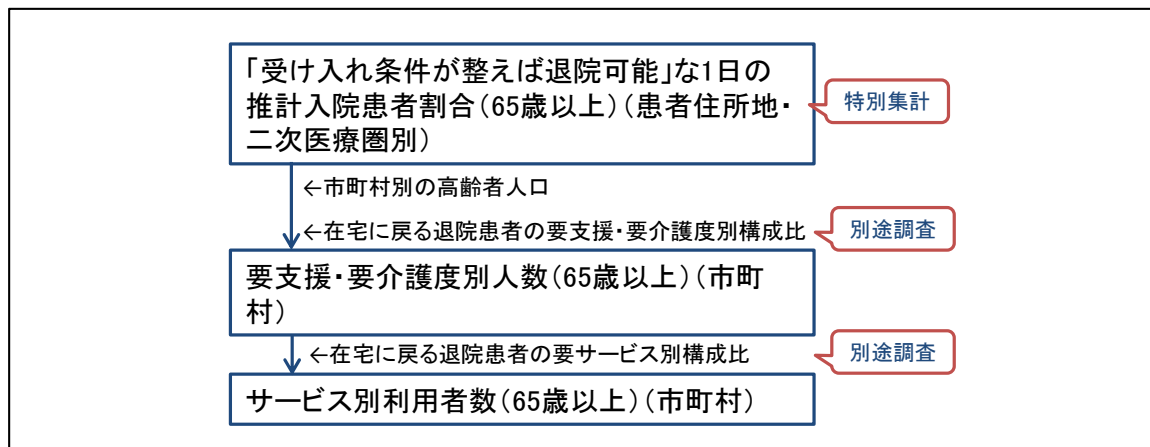 「受け入れ条件が整えば退院可能」な1日の
推計入院患者割合(65歳以上)(患者住所地・
二次医療圏別)
特別集計
←市町村別の高齢者人口
←在宅に戻る退院患者の要支援・要介護度別構成比
別途調査
要支援・要介護度別人数(65歳以上)(市町
村)
←在宅に戻る退院患者の要サービス別構成比
別途調査
サービス別利用者数(65歳以上)(市町村)